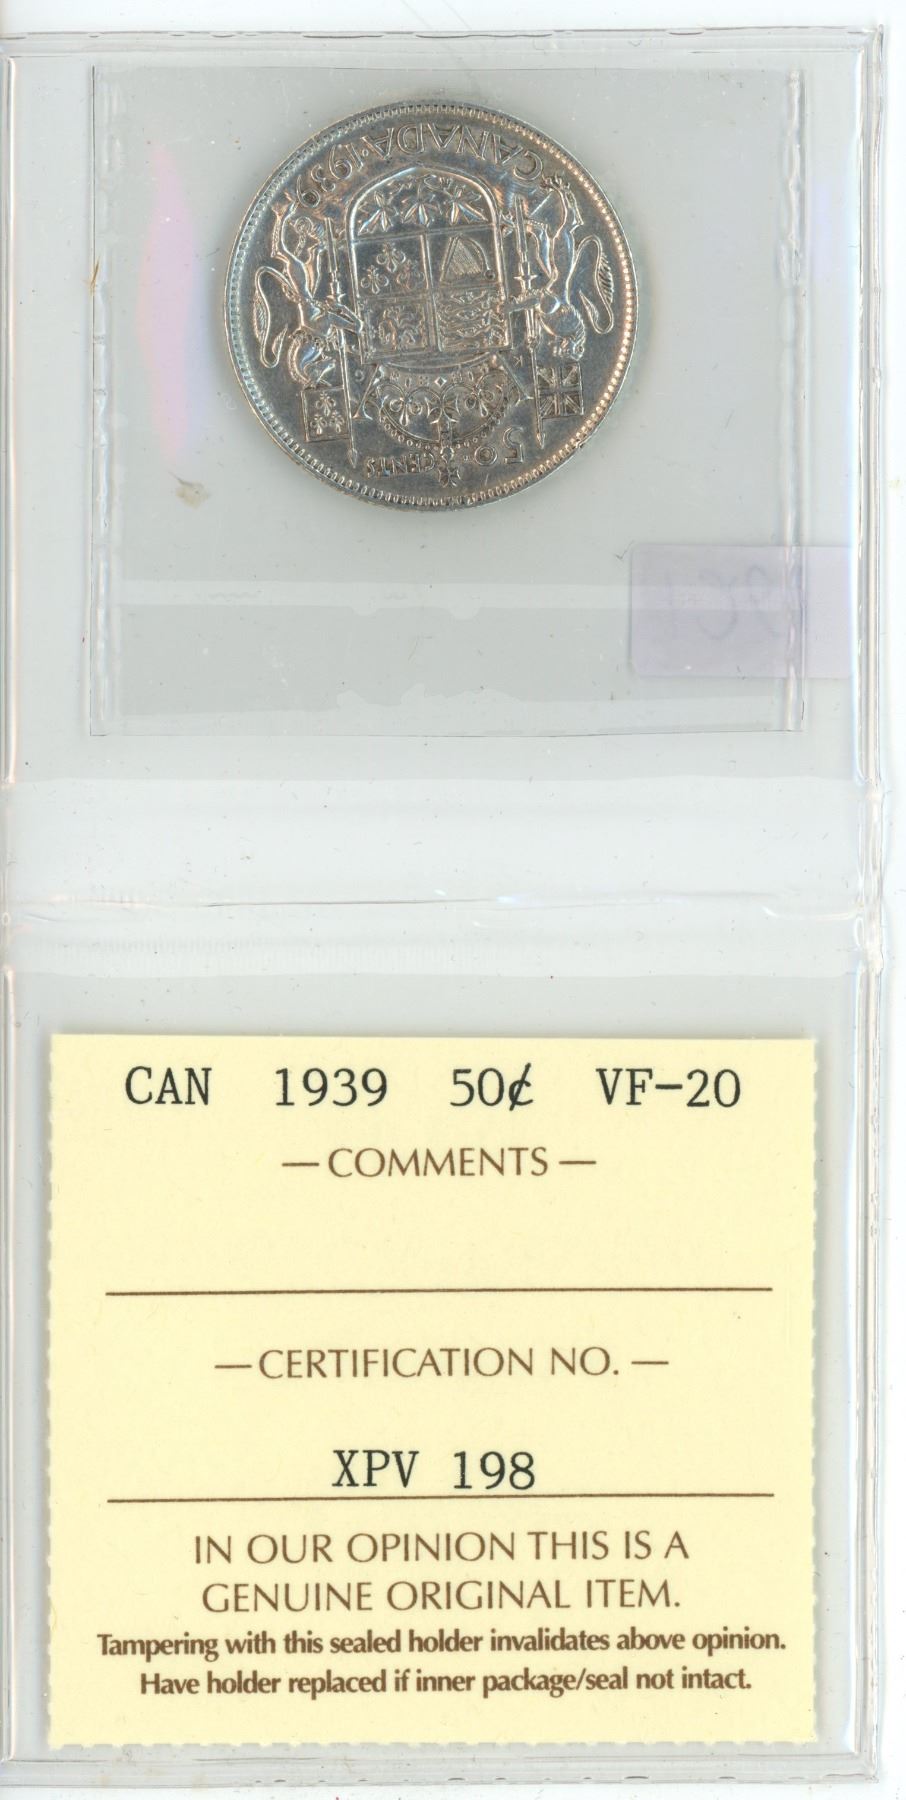 CANADA·1939
50·CENTS
CAN 1939 50¢ VF-20
— COMMENTS —
— CERTIFICATION NO. —
XPV 198
IN OUR OPINION THIS IS A
GENUINE ORIGINAL ITEM.
Tampering with this sealed holder invalidates above opinion.
Have holder replaced if inner package/seal not intact.